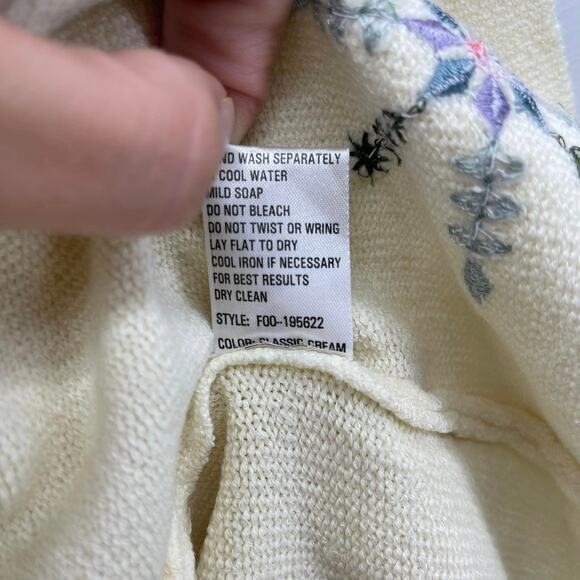 ND WASH SEPARATELY
COOL WATER
MILD SOAP
DO NOT BLEACH
DO NOT TWIST OR WRING
LAY FLAT TO DRY
COOL IRON IF NECESSARY
FOR BEST RESULTS
DRY CLEAN
STYLE: F00--195622
COLOR: CLASSIC CREAM